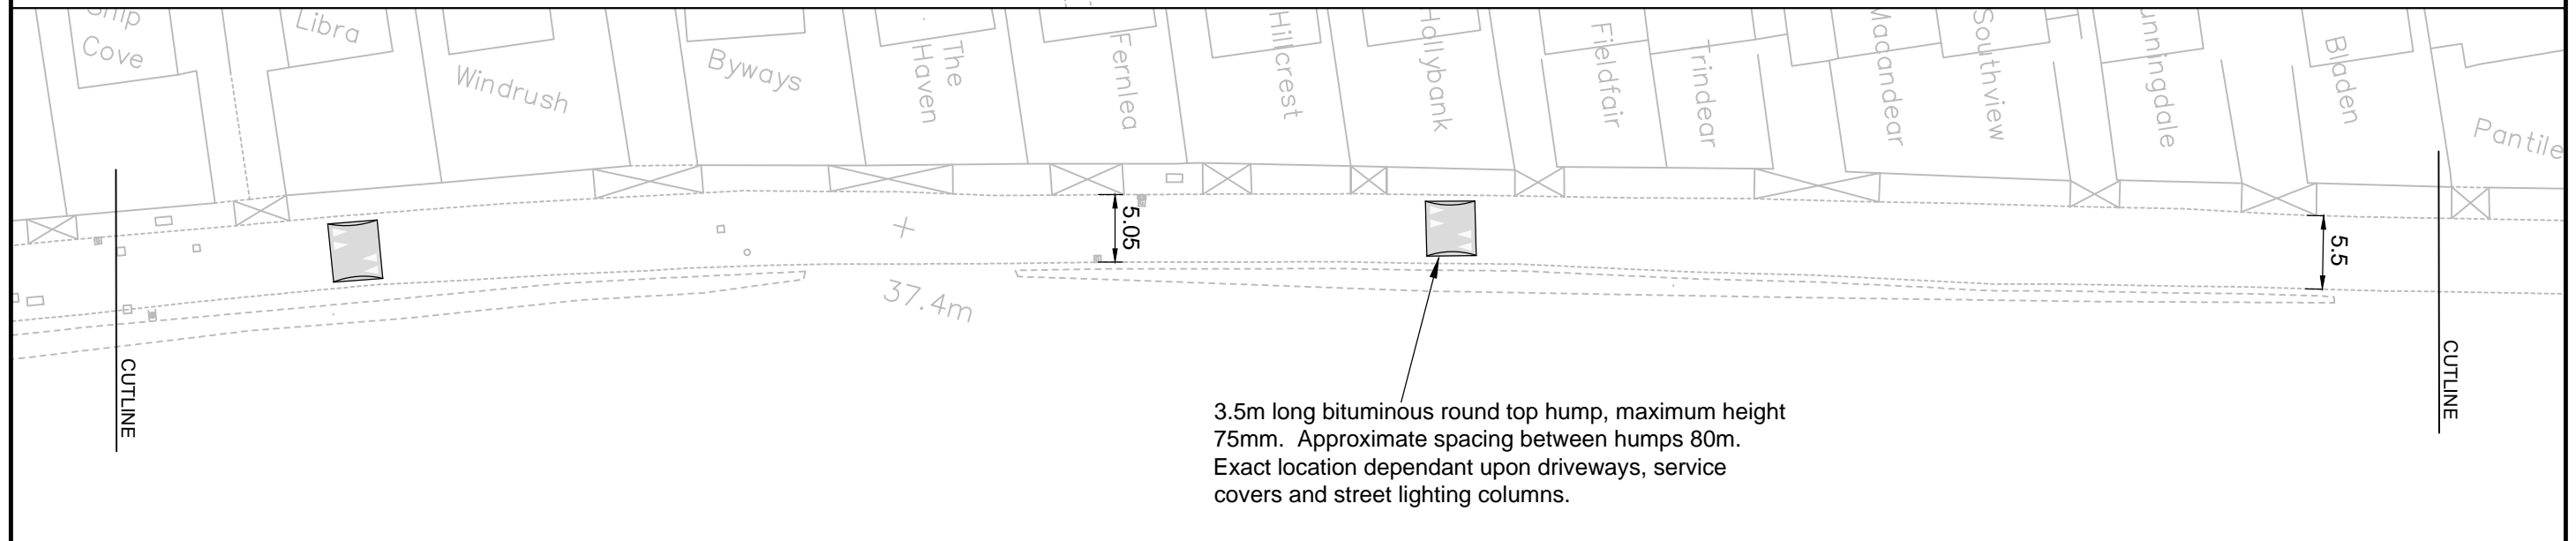 Cove
Libra
Windrush
Byways
The
Haven
Fernlea
Hillcrest
Hollybank
Fieldfair
Trindear
Macandear
Southview
Bladen
Pantile
5.05
5.5
37.4m
CUTLINE
CUTLINE
3.5m long bituminous round top hump, maximum height
75mm. Approximate spacing between humps 80m.
Exact location dependant upon driveways, service
covers and street lighting columns.